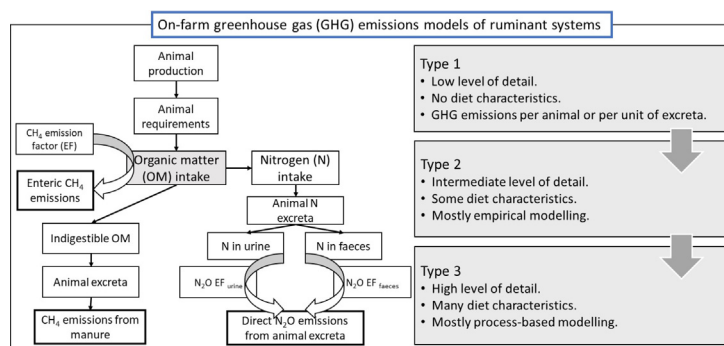 On-farm greenhouse gas (GHG) emissions models of ruminant systems
Animal
production
Animal
requirements
CH₄ emission
factor (EF)
Organic matter
(OM) intake
Nitrogen (N)
intake
Enteric CH₄
emissions
Animal N
excreta
Indigestible OM
N in urine
N in faeces
Animal excreta
N₂O EF urine
N₂O EF faeces
CH₄ emissions from
manure
Direct N₂O emissions
from animal excreta
Type 1
• Low level of detail.
• No diet characteristics.
• GHG emissions per animal or per unit of excreta.
Type 2
• Intermediate level of detail.
• Some diet characteristics.
• Mostly empirical modelling.
Type 3
• High level of detail.
• Many diet characteristics.
• Mostly process-based modelling.